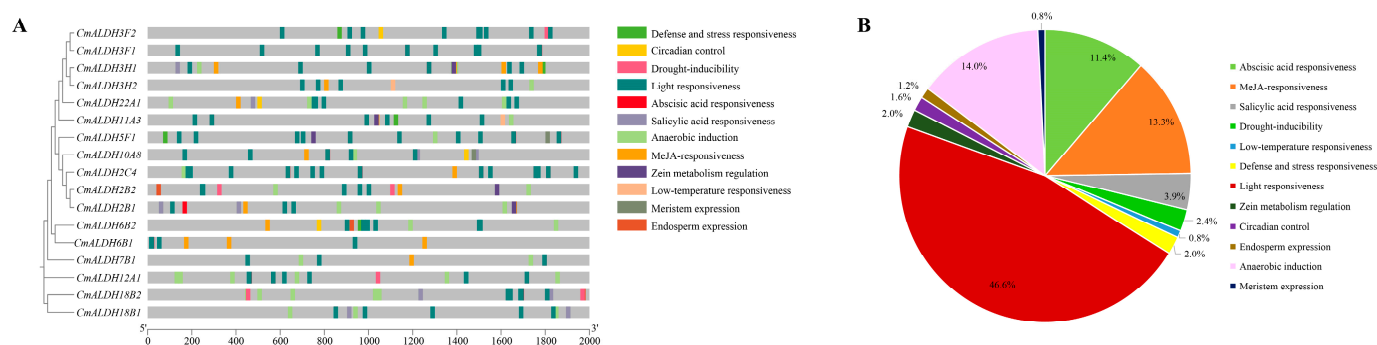 A
CmALDH3F2
CmALDH3F1
CmALDH3H1
CmALDH3H2
CmALDH22A1
CmALDH11A3
CmALDH5F1
CmALDH10A8
CmALDH2C4
CmALDH2B2
CmALDH2B1
CmALDH6B2
CmALDH6B1
CmALDH7B1
CmALDH12A1
CmALDH18B2
CmALDH18B1
5' 3'
0 200 400 600 800 1000 1200 1400 1600 1800 2000
Defense and stress responsiveness
Circadian control
Drought-inducibility
Light responsiveness
Abscisic acid responsiveness
Salicylic acid responsiveness
Anaerobic induction
MeJA-responsiveness
Zein metabolism regulation
Low-temperature responsiveness
Meristem expression
Endosperm expression
B
0.8%
11.4%
13.3%
3.9%
2.4%
0.8%
2.0%
46.6%
2.0%
1.6%
1.2%
14.0%
Abscisic acid responsiveness
MeJA-responsiveness
Salicylic acid responsiveness
Drought-inducibility
Low-temperature responsiveness
Defense and stress responsiveness
Light responsiveness
Zein metabolism regulation
Circadian control
Endosperm expression
Anaerobic induction
Meristem expression